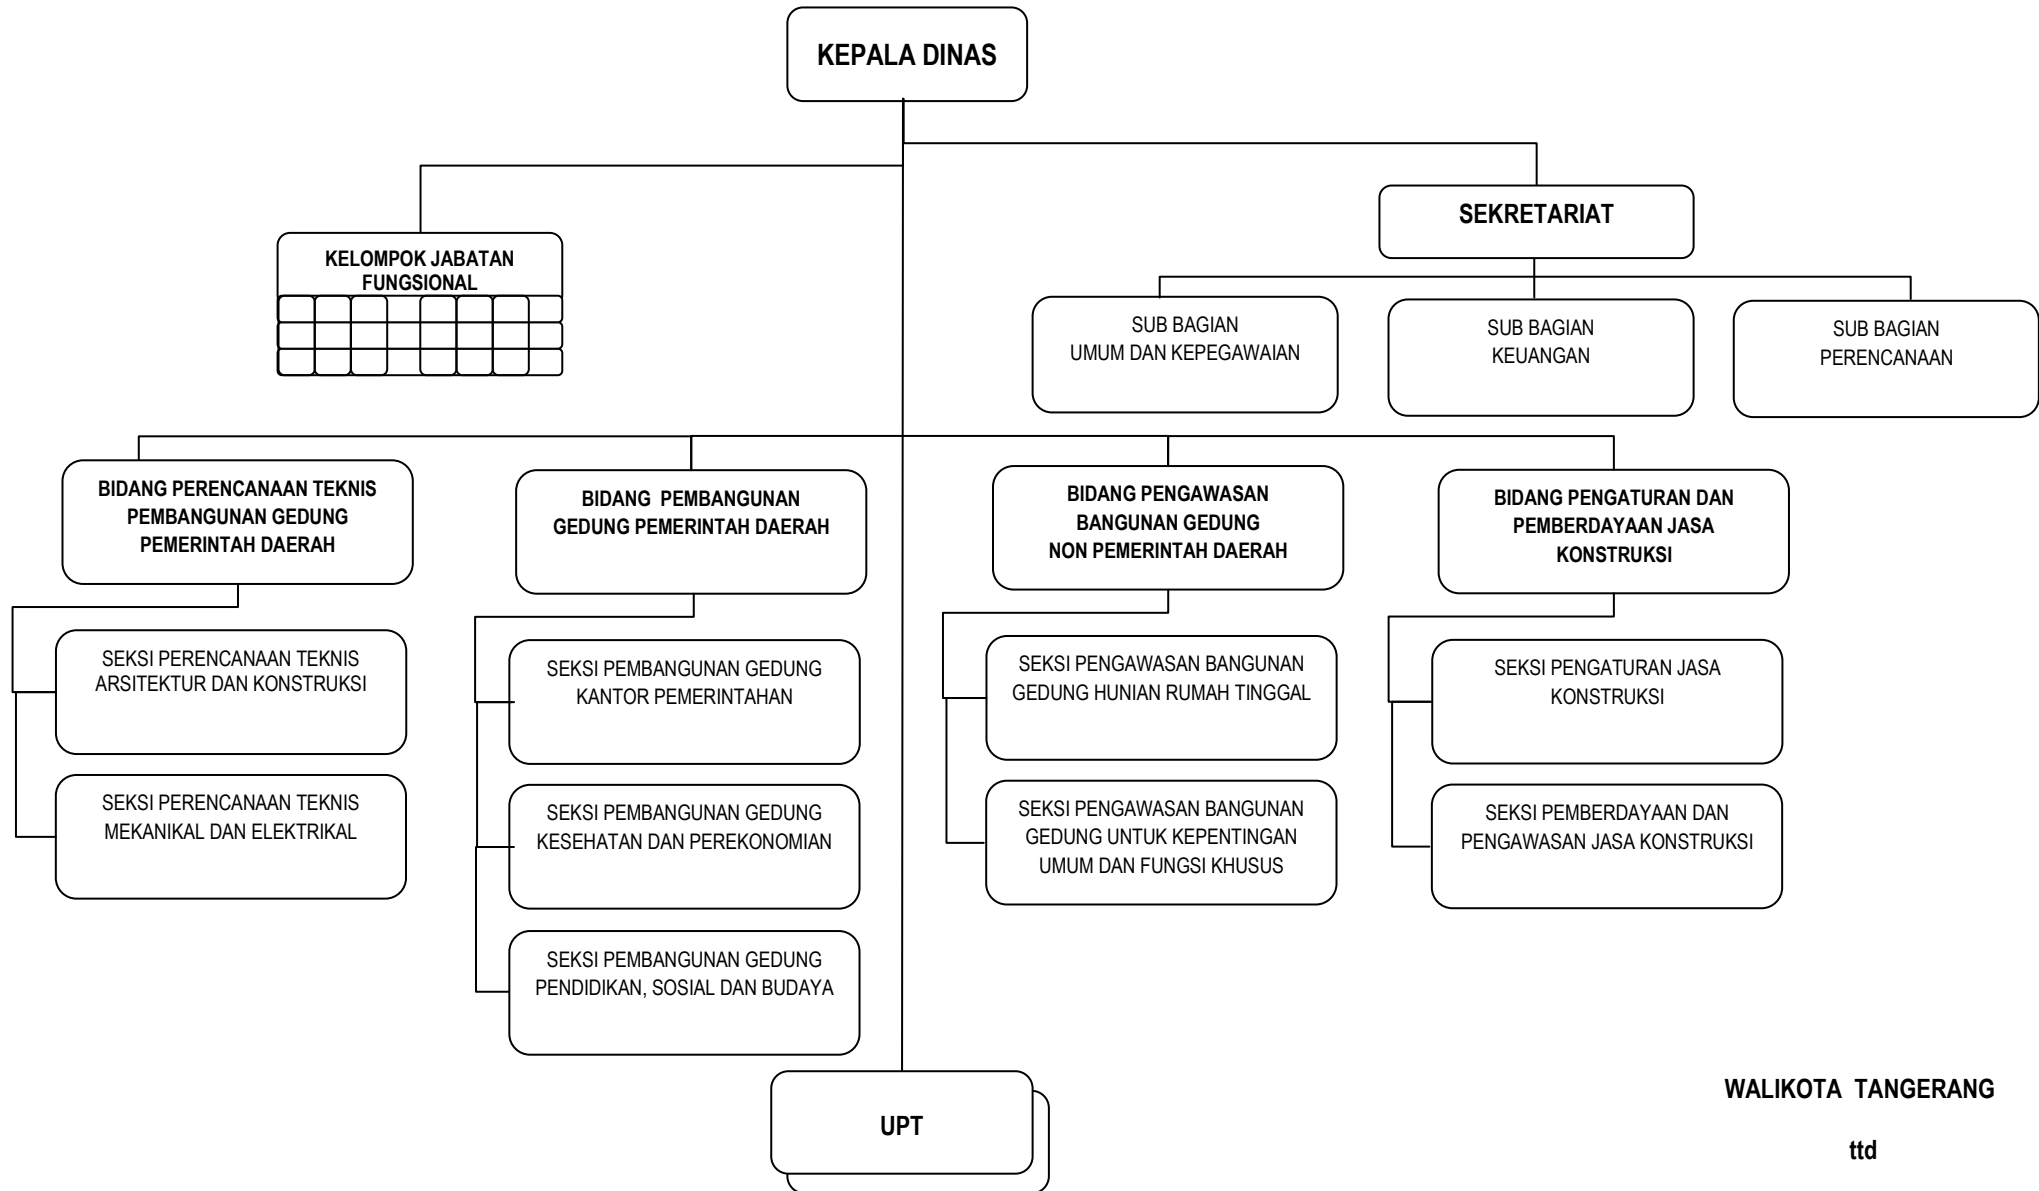 KEPALA DINAS
SEKRETARIAT
KELOMPOK JABATAN
FUNGSIONAL
SUB BAGIAN
UMUM DAN KEPEGAWAIAN
SUB BAGIAN
KEUANGAN
SUB BAGIAN
PERENCANAAN
BIDANG PERENCANAAN TEKNIS
PEMBANGUNAN GEDUNG
PEMERINTAH DAERAH
SEKSI PERENCANAAN TEKNIS
ARSITEKTUR DAN KONSTRUKSI
SEKSI PERENCANAAN TEKNIS
MEKANIKAL DAN ELEKTRIKAL
BIDANG PEMBANGUNAN
GEDUNG PEMERINTAH DAERAH
SEKSI PEMBANGUNAN GEDUNG
KANTOR PEMERINTAHAN
SEKSI PEMBANGUNAN GEDUNG
KESEHATAN DAN PEREKONOMIAN
SEKSI PEMBANGUNAN GEDUNG
PENDIDIKAN, SOSIAL DAN BUDAYA
BIDANG PENGAWASAN
BANGUNAN GEDUNG
NON PEMERINTAH DAERAH
SEKSI PENGAWASAN BANGUNAN
GEDUNG HUNIAN RUMAH TINGGAL
SEKSI PENGAWASAN BANGUNAN
GEDUNG UNTUK KEPENTINGAN
UMUM DAN FUNGSI KHUSUS
BIDANG PENGATURAN DAN
PEMBERDAYAAN JASA
KONSTRUKSI
SEKSI PENGATURAN JASA
KONSTRUKSI
SEKSI PEMBERDAYAAN DAN
PENGAWASAN JASA KONSTRUKSI
UPT
WALIKOTA TANGERANG
ttd